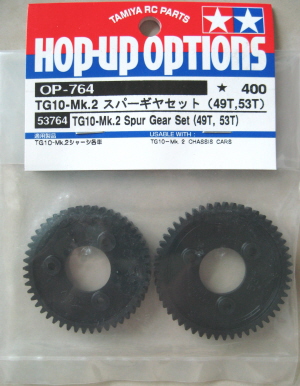 TAMIYA RC PARTS
HOP-UP OPTIONS
OP-764
★ 400
TG10-Mk.2 スパーギヤセット (49T,53T)
53764 TG10-Mk.2 Spur Gear Set (49T, 53T)
適用製品
USABLE WITH:
TG10-Mk.2シャーシ各車
TG10-Mk.2 CHASSIS CARS